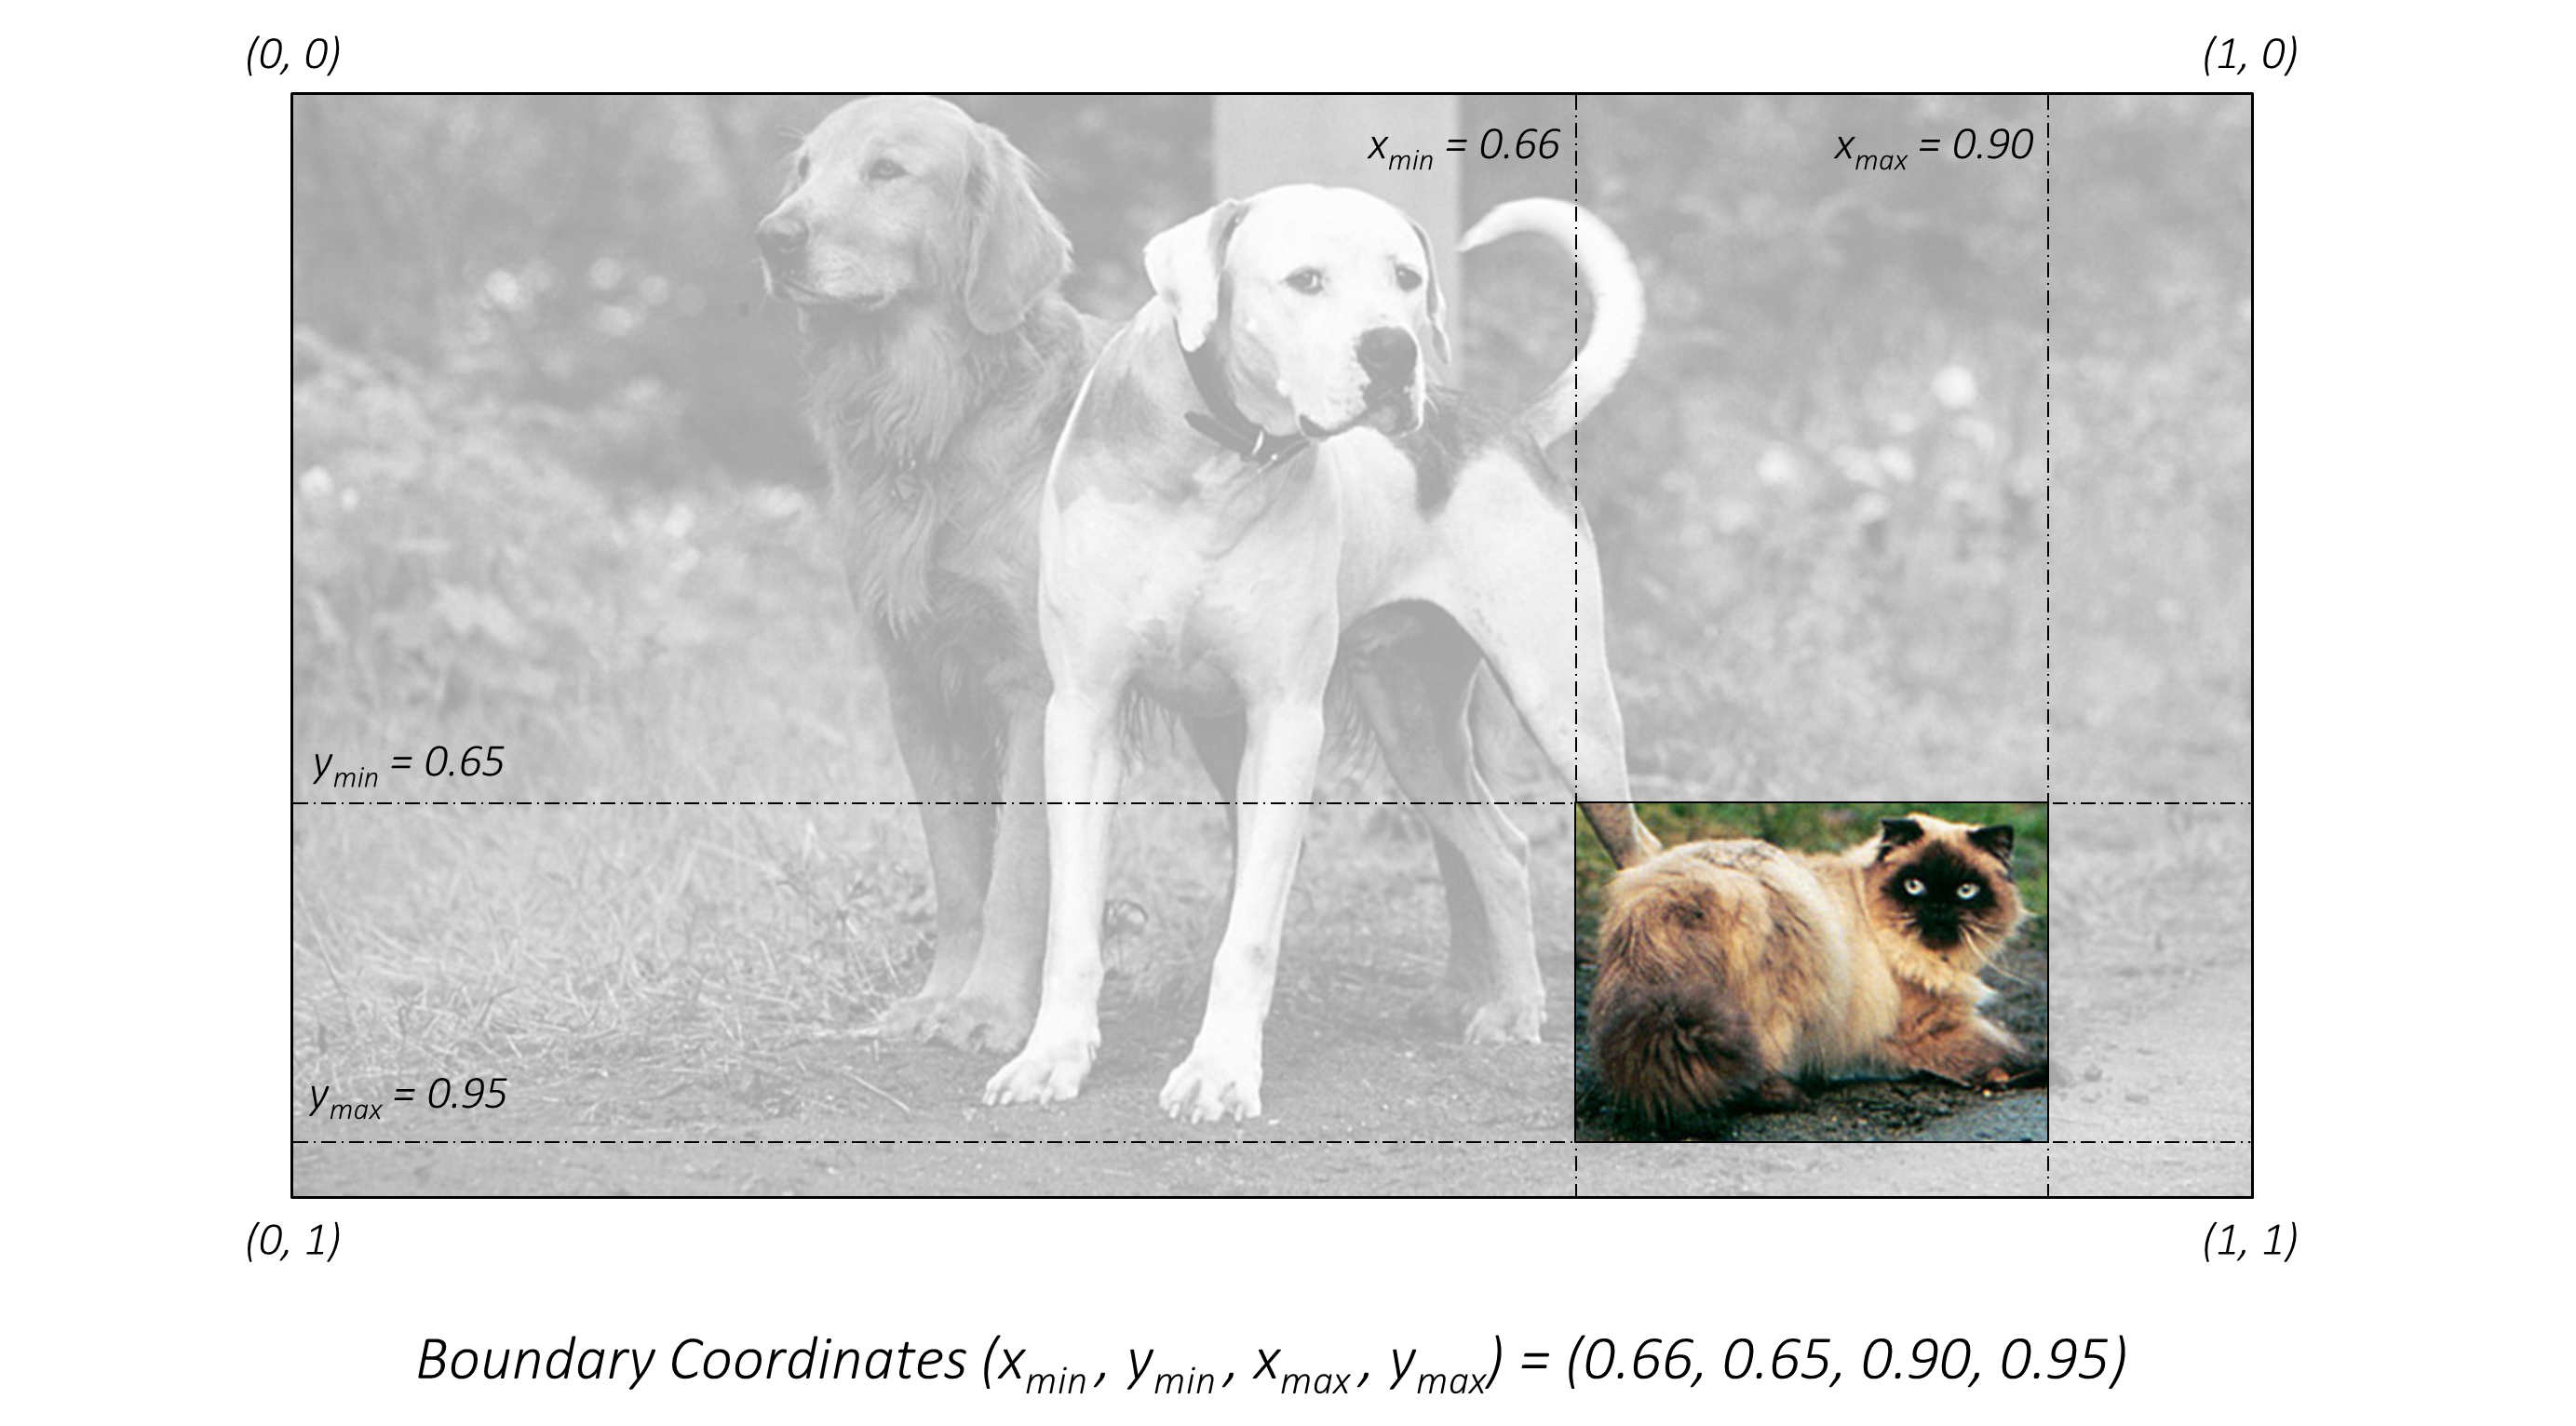 (0, 0) (1, 0)
xmin = 0.66 xmax = 0.90
ymin = 0.65
ymax = 0.95
(0, 1) (1, 1)
Boundary Coordinates (xmin , ymin , xmax , ymax) = (0.66, 0.65, 0.90, 0.95)